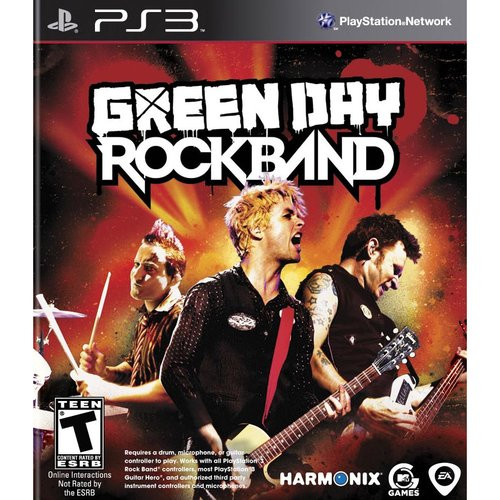 PS3
PlayStation®Network
GREEN DAY
ROCKBAND
TEEN
T
CONTENT RATED BY
ESRB
Online Interactions
Not Rated by
the ESRB
Requires a drum, microphone, or guitar
controller to play. Works with all PlayStation
Rock Band controllers, most PlayStation®
Guitar Hero, and authorized third party
instrument controllers and microphones.
HARMONIX
MTV
GAMES
EA